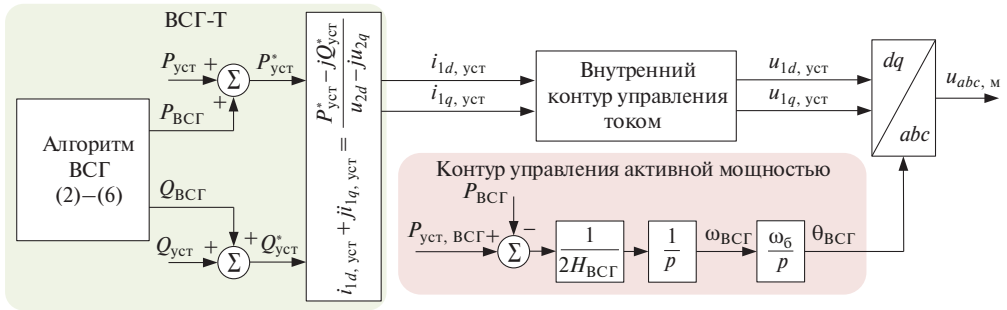 ВСГ-Т
P_уст
+
Σ
P*_уст
+
P_ВСГ
Алгоритм
ВСГ
(2)–(6)
Q_ВСГ
Q_уст
+
+
Σ
Q*_уст
i_1d, уст + ji_1q, уст = (P*_уст – jQ*_уст)/(u_2d – ju_2q)
i_1d, уст
i_1q, уст
Внутренний
контур управления
током
u_1d, уст
u_1q, уст
dq
abc
u_abc, м
Контур управления активной мощностью
P_ВСГ
–
P_уст, ВСГ
+
Σ
1
2H_ВСГ
1
p
ω_ВСГ
ω_б
p
θ_ВСГ